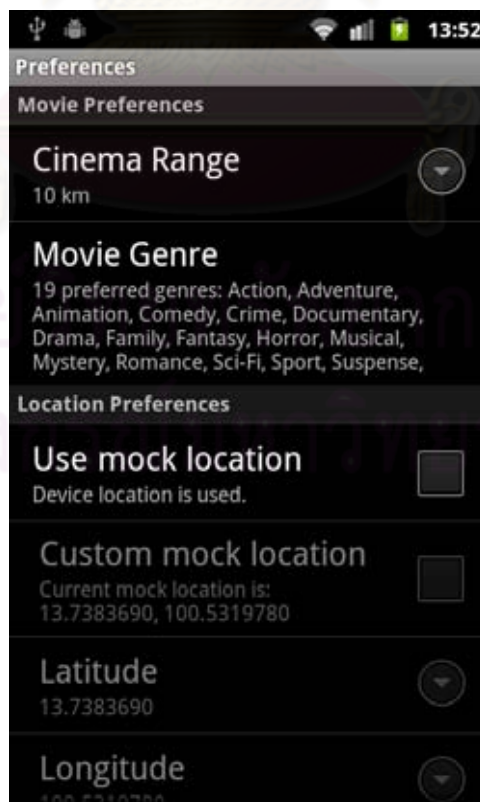 13:52
Preferences
Movie Preferences
Cinema Range
10 km
Movie Genre
19 preferred genres: Action, Adventure,
Animation, Comedy, Crime, Documentary,
Drama, Family, Fantasy, Horror, Musical,
Mystery, Romance, Sci-Fi, Sport, Suspense,
Location Preferences
Use mock location
Device location is used.
Custom mock location
Current mock location is:
13.7383690, 100.5319780
Latitude
13.7383690
Longitude
100.5319780